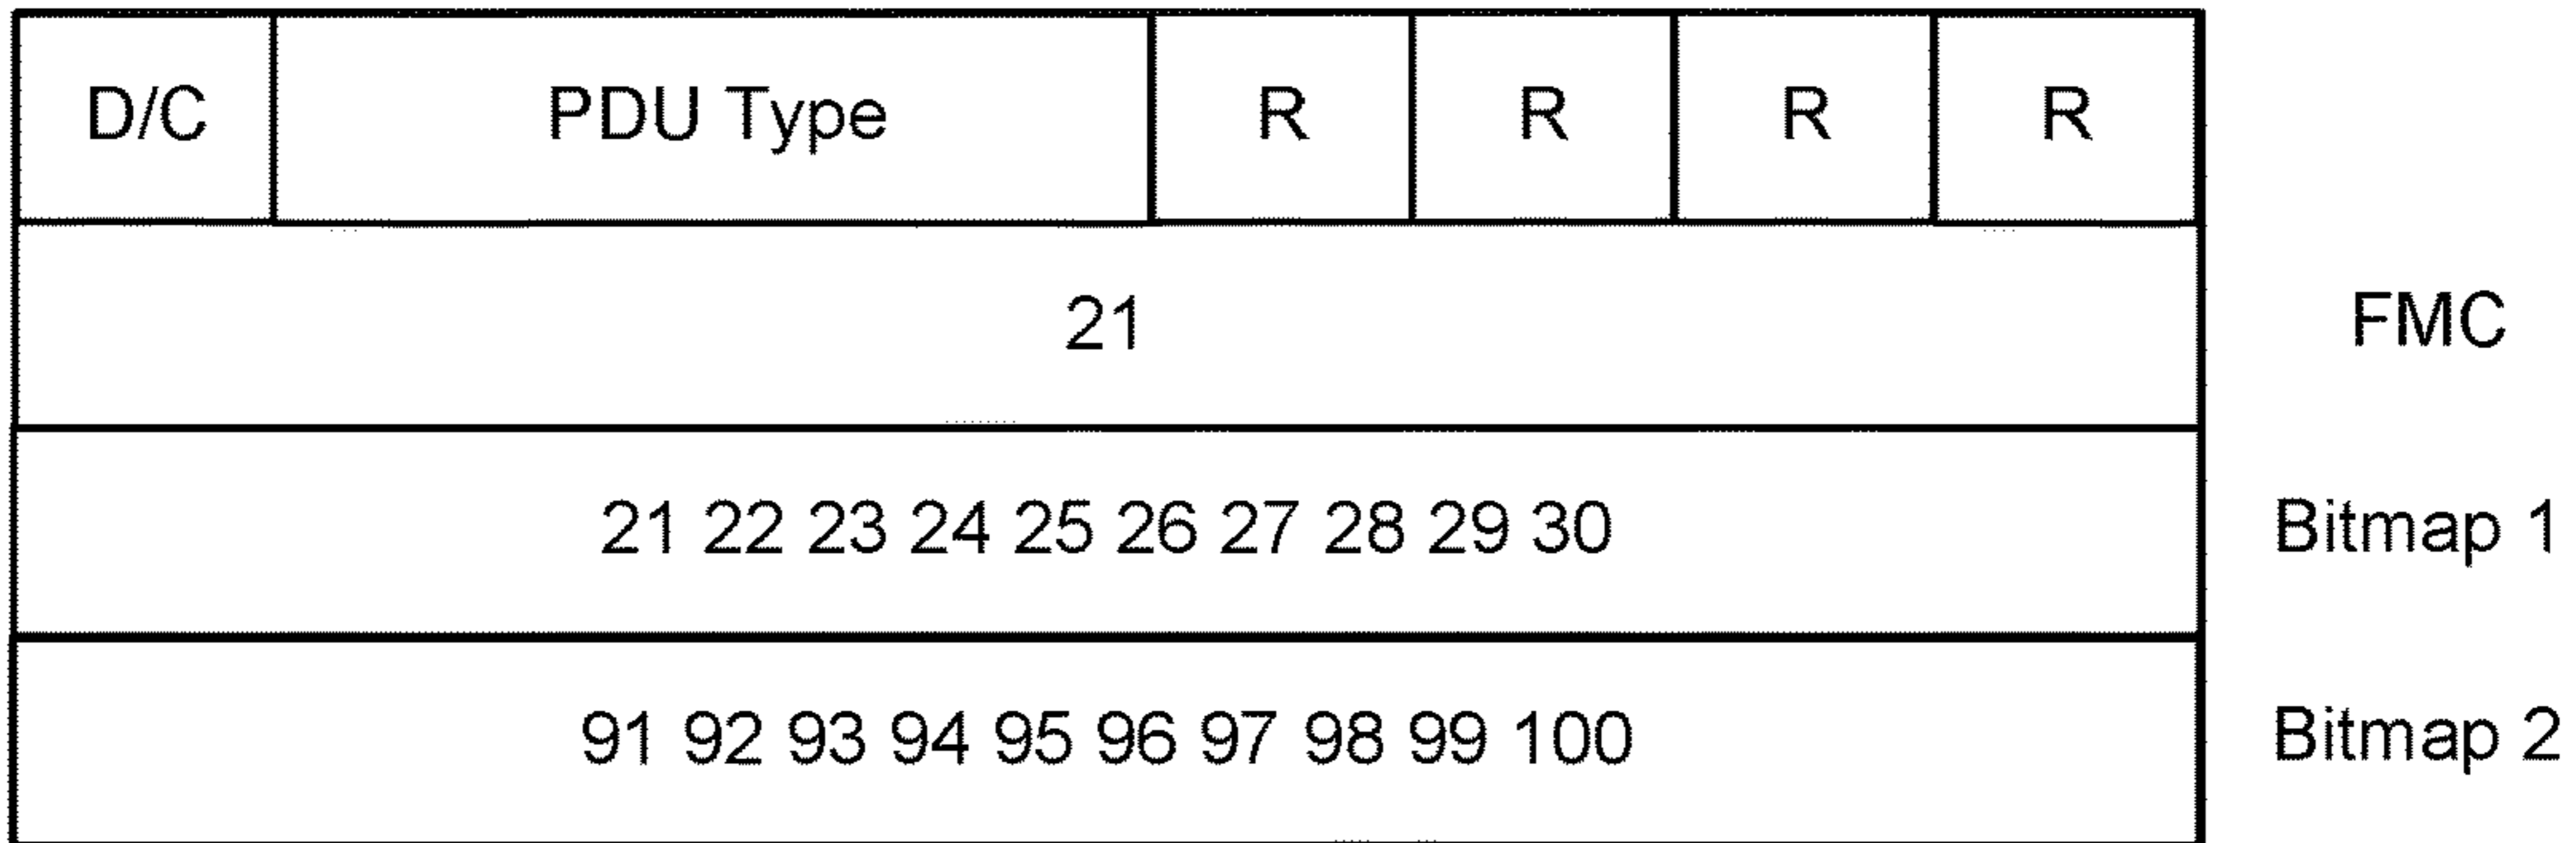 D/C PDU Type R R R R
21 FMC
21 22 23 24 25 26 27 28 29 30 Bitmap 1
91 92 93 94 95 96 97 98 99 100 Bitmap 2